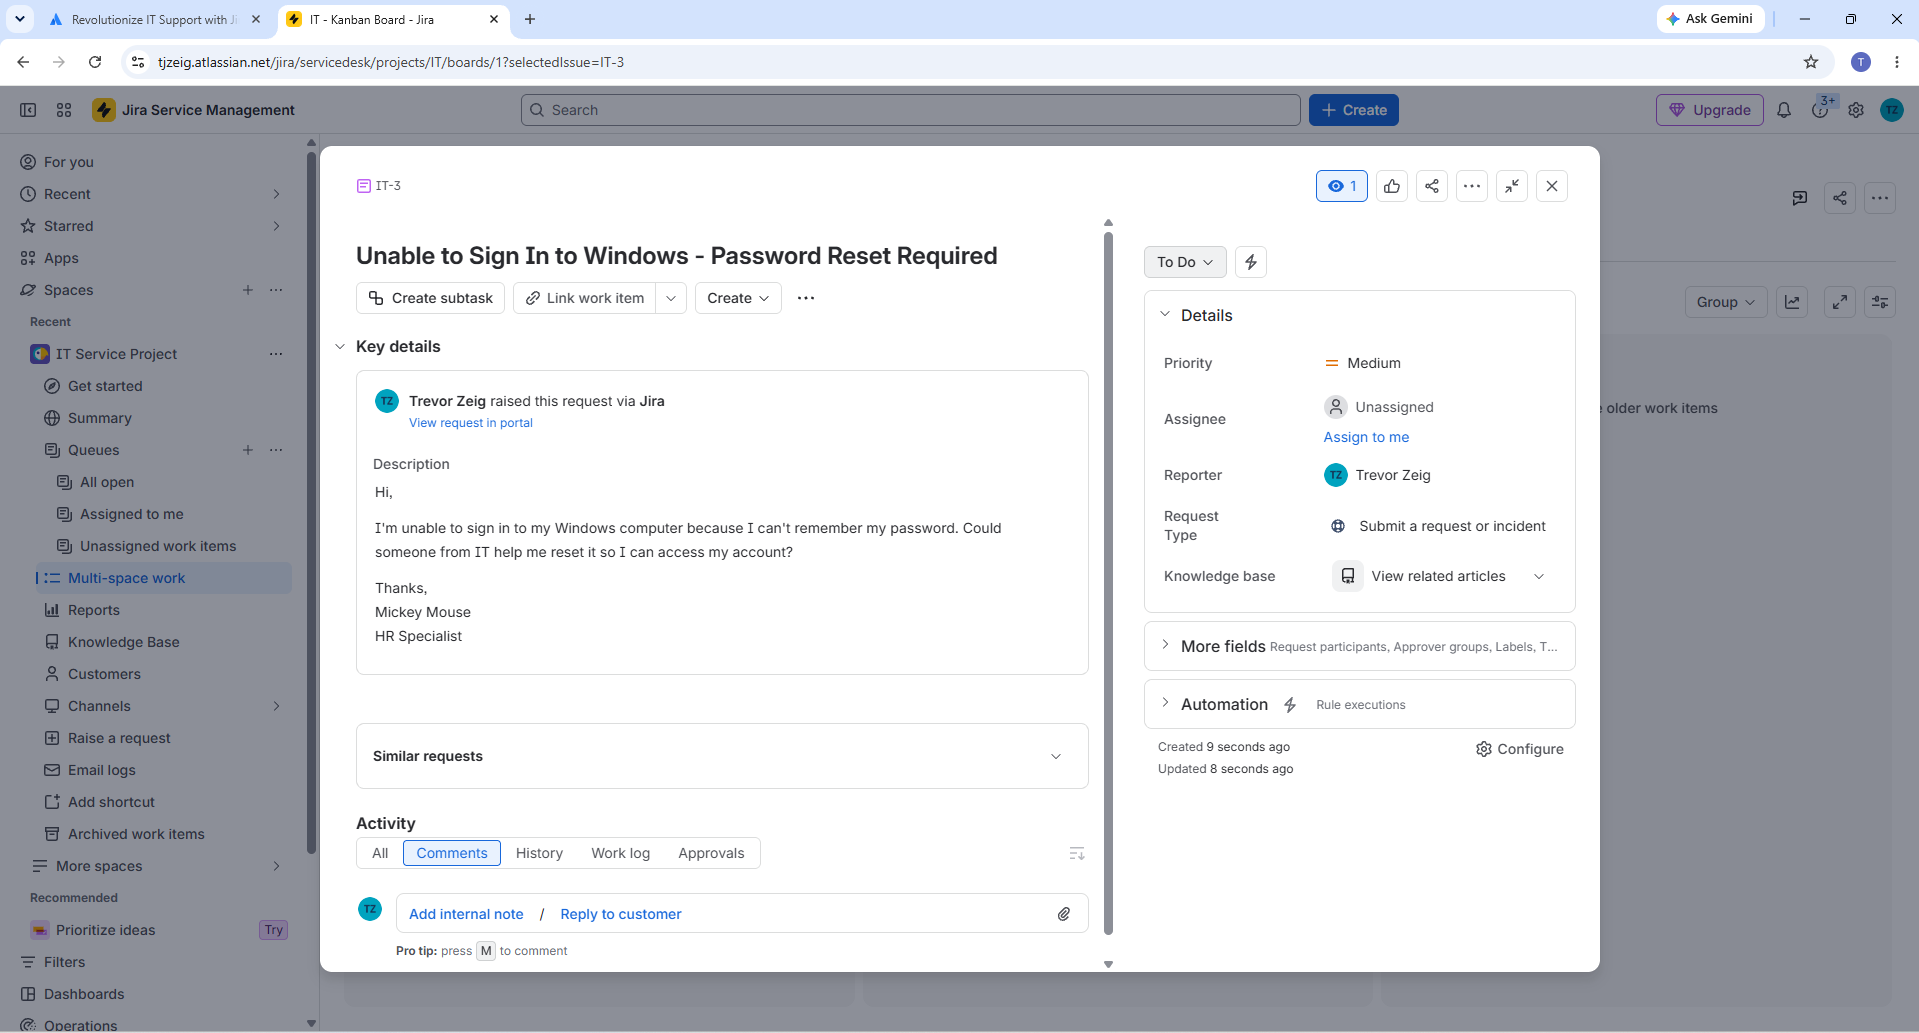 Revolutionize IT Support with Ji
IT - Kanban Board - Jira
Ask Gemini
tjzeig.atlassian.net/jira/servicedesk/projects/IT/boards/1?selectedIssue=IT-3
T
Jira Service Management
Search
Create
Upgrade
3+
TZ
For you
Recent
Starred
Apps
Spaces
Recent
IT Service Project
Get started
Summary
Queues
All open
Assigned to me
Unassigned work items
Multi-space work
Reports
Knowledge Base
Customers
Channels
Raise a request
Email logs
Add shortcut
Archived work items
More spaces
Recommended
Prioritize ideas
Try
Filters
Dashboards
Operations
Group
older work items
IT-3
1
Unable to Sign In to Windows - Password Reset Required
Create subtask
Link work item
Create
Key details
TZ
Trevor Zeig raised this request via Jira
View request in portal
Description
Hi,
I'm unable to sign in to my Windows computer because I can't remember my password. Could
someone from IT help me reset it so I can access my account?
Thanks,
Mickey Mouse
HR Specialist
Similar requests
Activity
All
Comments
History
Work log
Approvals
TZ
Add internal note / Reply to customer
Pro tip: press M to comment
To Do
Details
Priority
Medium
Assignee
Unassigned
Assign to me
Reporter
TZ
Trevor Zeig
Request
Type
Submit a request or incident
Knowledge base
View related articles
More fields Request participants, Approver groups, Labels, T...
Automation
Rule executions
Created 9 seconds ago
Updated 8 seconds ago
Configure